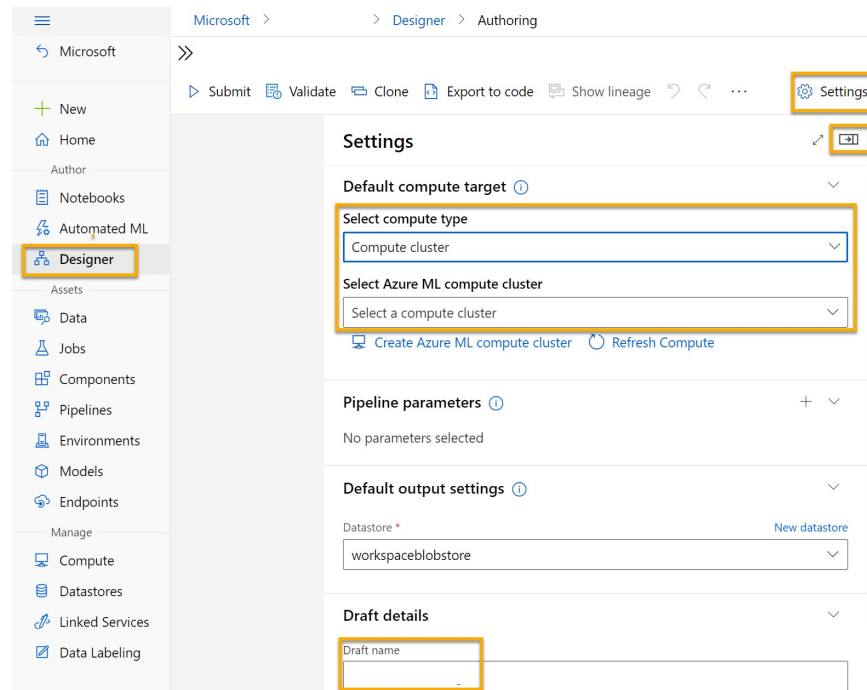 Microsoft > > Designer > Authoring
Microsoft
Submit Validate Clone Export to code Show lineage ... Settings
New
Home
Author
Notebooks
Automated ML
Designer
Assets
Data
Jobs
Components
Pipelines
Environments
Models
Endpoints
Manage
Compute
Datastores
Linked Services
Data Labeling
Settings
Default compute target
Select compute type
Compute cluster
Select Azure ML compute cluster
Select a compute cluster
Create Azure ML compute cluster Refresh Compute
Pipeline parameters
No parameters selected
Default output settings
Datastore * New datastore
workspaceblobstore
Draft details
Draft name